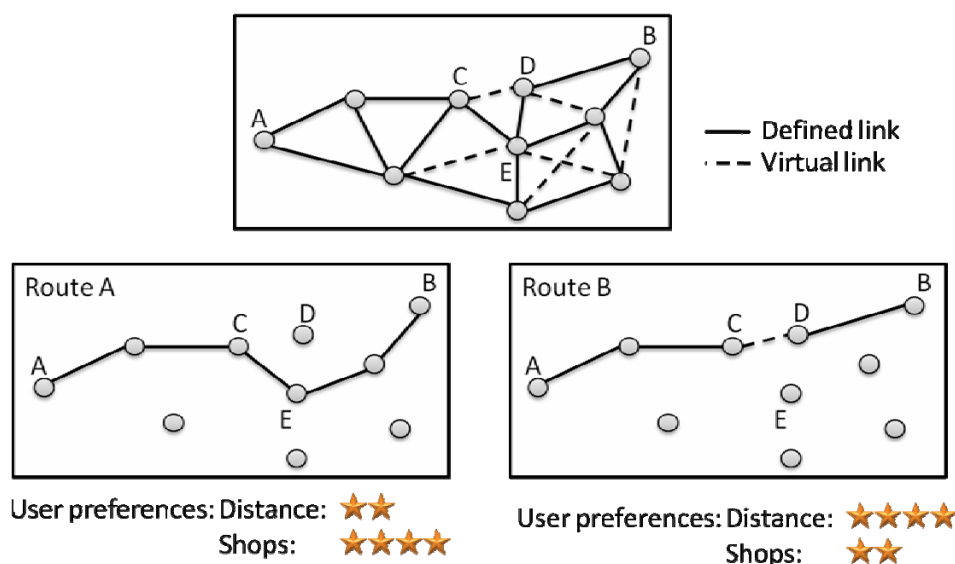 B
D
C
A
E
Defined link
Virtual link
Route A
B
D
C
A
E
User preferences: Distance:
Shops:
Route B
B
D
C
A
E
User preferences: Distance:
Shops: